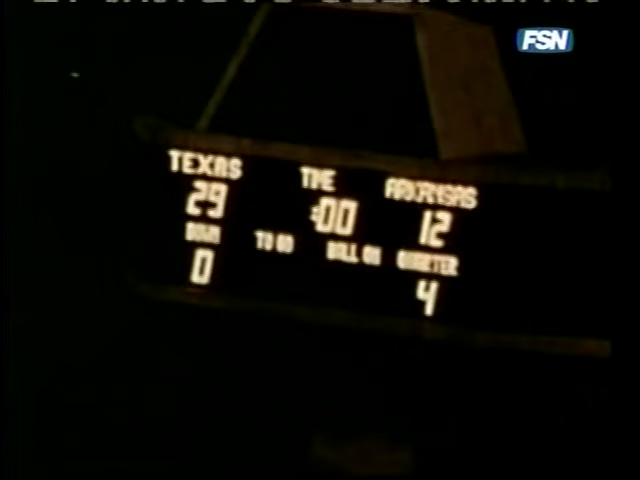 FSN
TEXAS TIME ARKANSAS
29 :00 12
DOWN TO GO BALL ON QUARTER
0 4